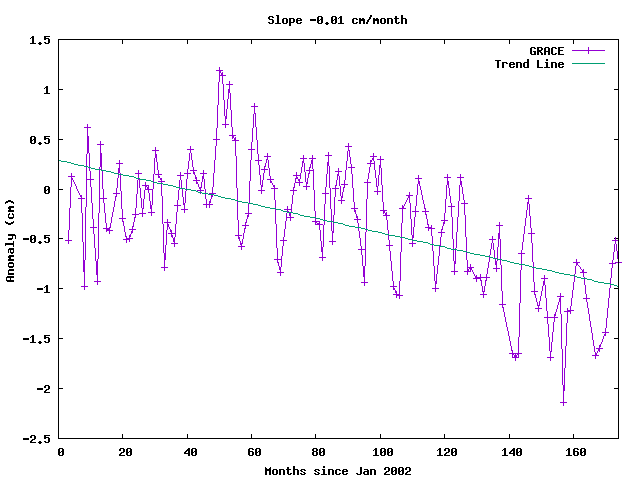 Slope -0.01 cm/month
GRACE
Trend Line
1.5
1
0.5
0
-0.5
-1
-1.5
-2
-2.5
Anomaly (cm)
0 20 40 60 80 100 120 140 160
Months since Jan 2002